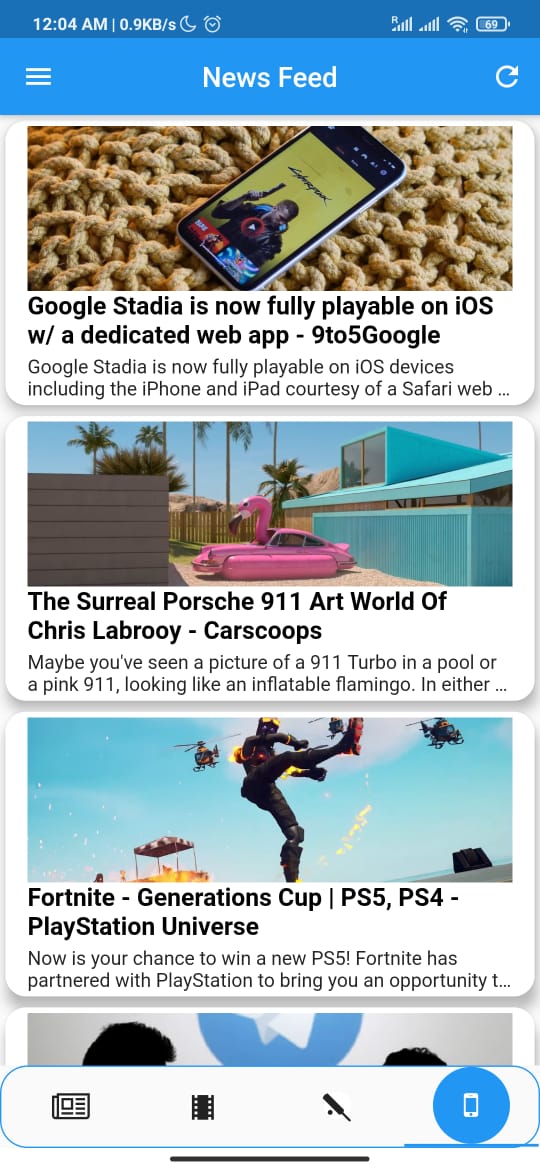 12:04 AM | 0.9KB/s
R
69
News Feed
Google Stadia is now fully playable on iOS
w/ a dedicated web app - 9to5Google
Google Stadia is now fully playable on iOS devices
including the iPhone and iPad courtesy of a Safari web ...
The Surreal Porsche 911 Art World Of
Chris Labrooy - Carscoops
Maybe you've seen a picture of a 911 Turbo in a pool or
a pink 911, looking like an inflatable flamingo. In either ...
Fortnite - Generations Cup | PS5, PS4 -
PlayStation Universe
Now is your chance to win a new PS5! Fortnite has
partnered with PlayStation to bring you an opportunity t...